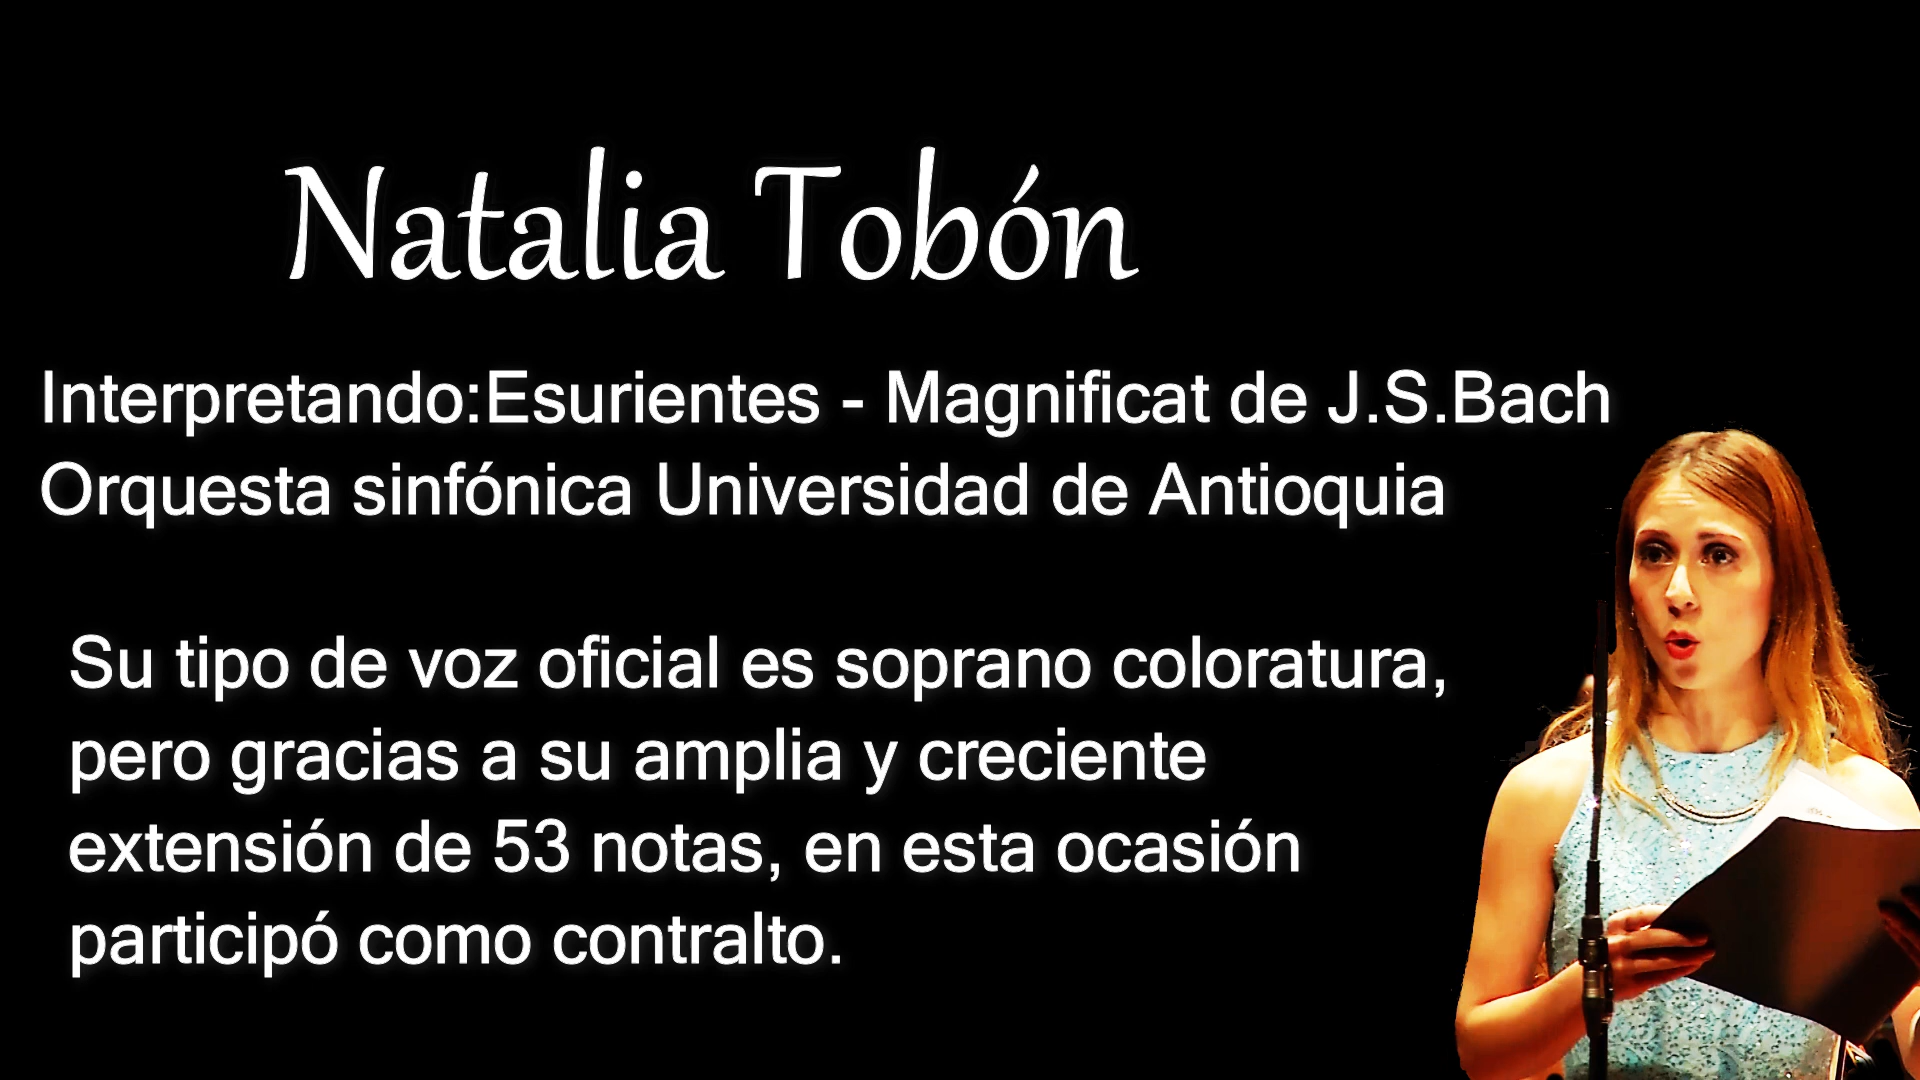 Natalia Tobón
Interpretando:Esurientes - Magnificat de J.S.Bach
Orquesta sinfónica Universidad de Antioquia
Su tipo de voz oficial es soprano coloratura,
pero gracias a su amplia y creciente
extensión de 53 notas, en esta ocasión
participó como contralto.